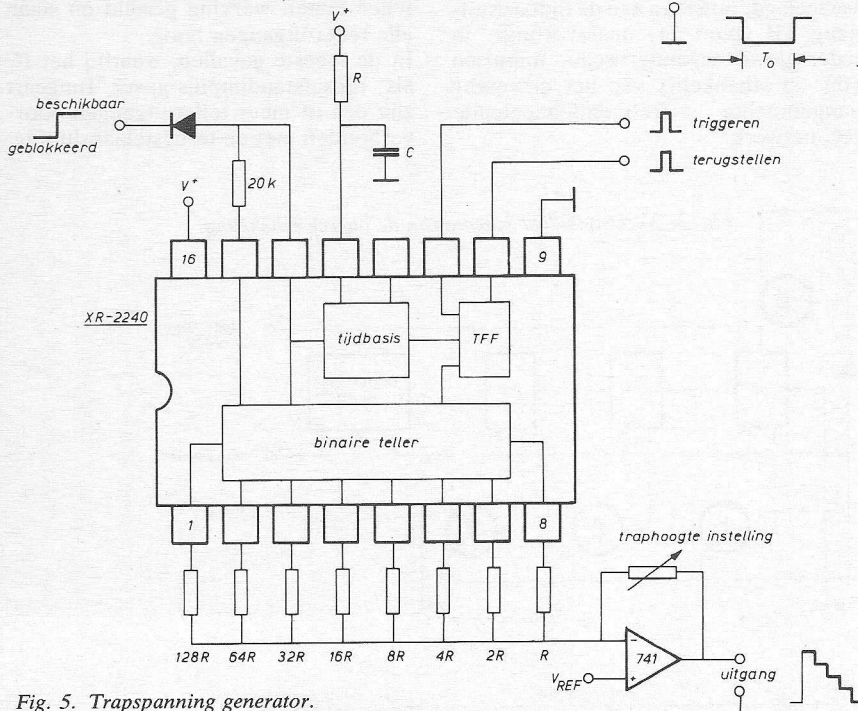 V+
R
C
T₀
beschikbaar
geblokkeerd
V+
20k
triggeren
terugstellen
16
9
XR-2240
tijdbasis
TFF
binaire teller
1
8
128R 64R 32R 16R 8R 4R 2R R
traphoogte instelling
- 
741
+
VREF
uitgang
Fig. 5. Trapspanning generator.